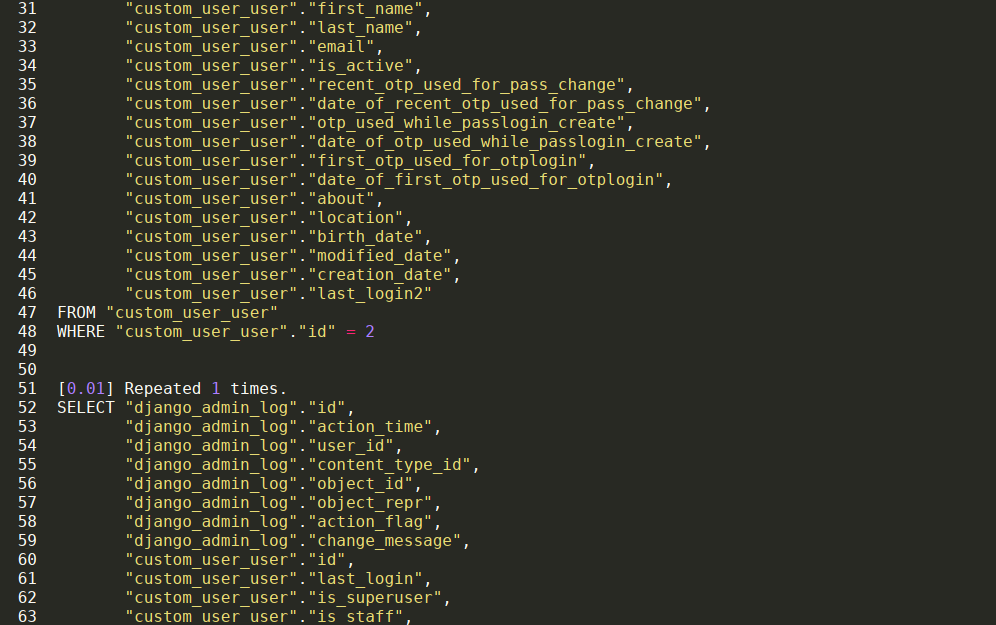 31 "custom_user_user"."first_name",
32 "custom_user_user"."last_name",
33 "custom_user_user"."email",
34 "custom_user_user"."is_active",
35 "custom_user_user"."recent_otp_used_for_pass_change",
36 "custom_user_user"."date_of_recent_otp_used_for_pass_change",
37 "custom_user_user"."otp_used_while_passlogin_create",
38 "custom_user_user"."date_of_otp_used_while_passlogin_create",
39 "custom_user_user"."first_otp_used_for_otplogin",
40 "custom_user_user"."date_of_first_otp_used_for_otplogin",
41 "custom_user_user"."about",
42 "custom_user_user"."location",
43 "custom_user_user"."birth_date",
44 "custom_user_user"."modified_date",
45 "custom_user_user"."creation_date",
46 "custom_user_user"."last_login2"
47 FROM "custom_user_user"
48 WHERE "custom_user_user"."id" = 2
49
50
51 [0.01] Repeated 1 times.
52 SELECT "django_admin_log"."id",
53 "django_admin_log"."action_time",
54 "django_admin_log"."user_id",
55 "django_admin_log"."content_type_id",
56 "django_admin_log"."object_id",
57 "django_admin_log"."object_repr",
58 "django_admin_log"."action_flag",
59 "django_admin_log"."change_message",
60 "custom_user_user"."id",
61 "custom_user_user"."last_login",
62 "custom_user_user"."is_superuser",
63 "custom_user_user"."is_staff",